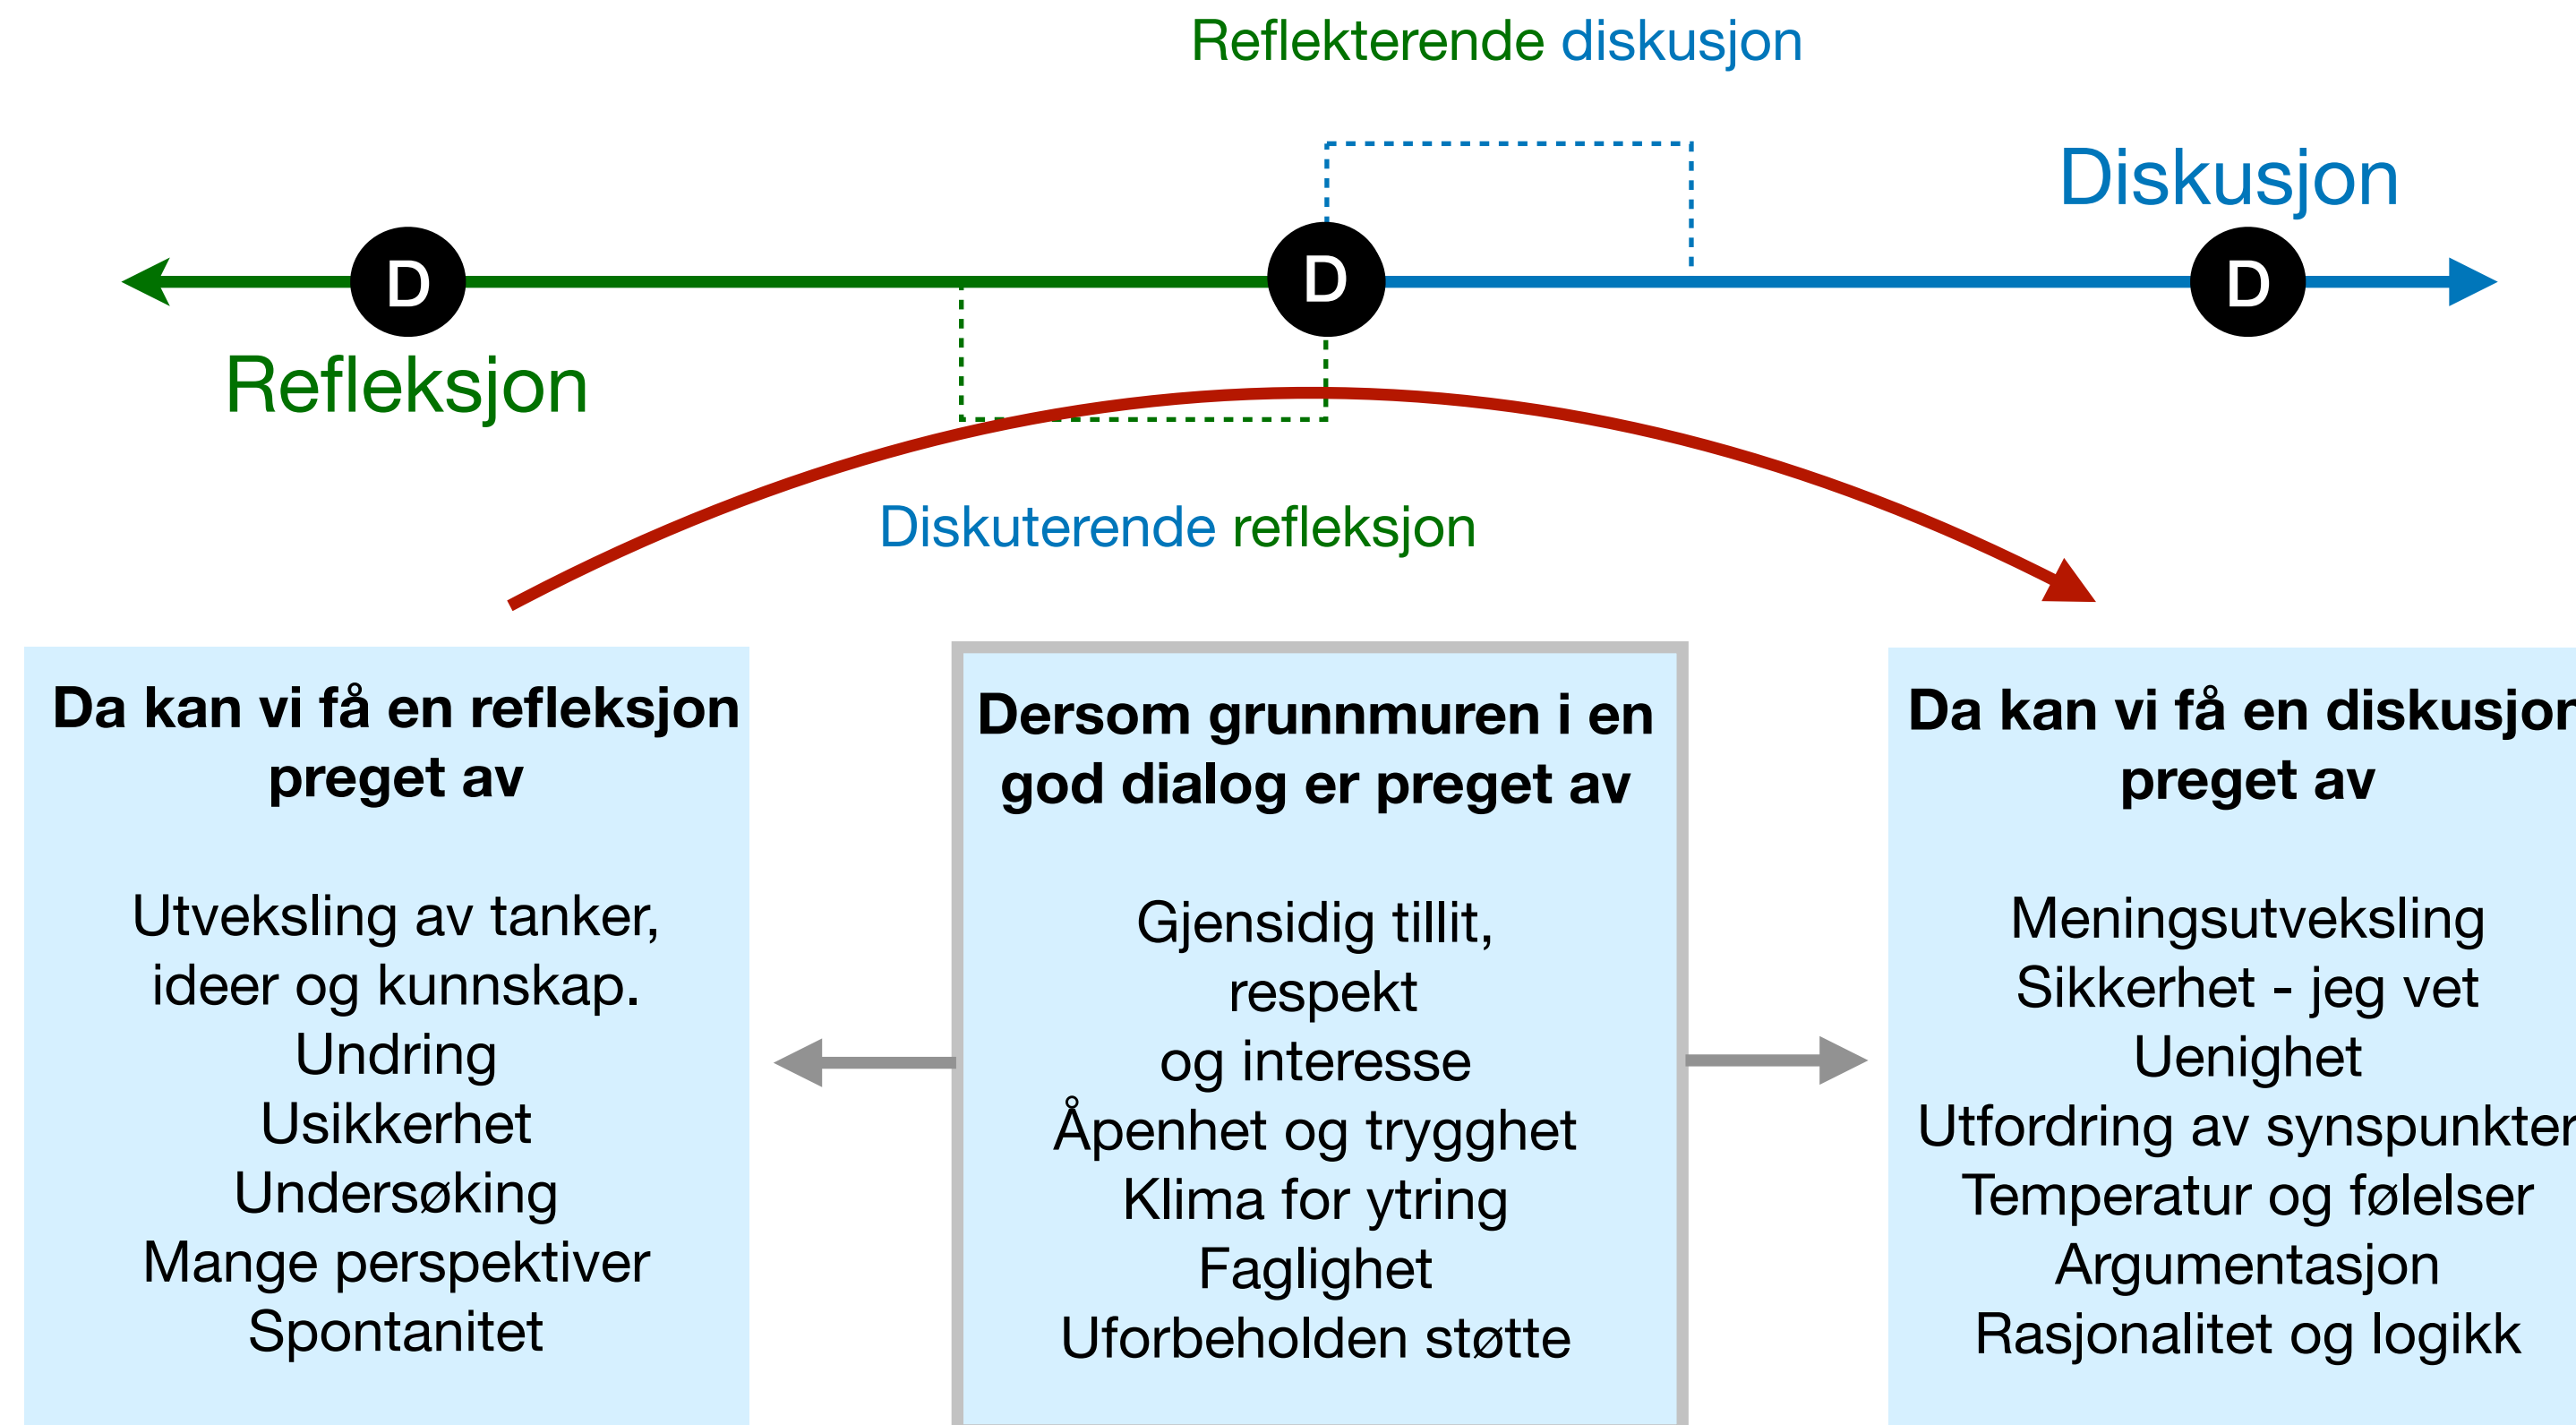 Reflekterende diskusjon
Diskusjon
D
D
D
Refleksjon
Diskuterende refleksjon
Da kan vi få en refleksjon
preget av
Utveksling av tanker,
ideer og kunnskap.
Undring
Usikkerhet
Undersøking
Mange perspektiver
Spontanitet
Dersom grunnmuren i en
god dialog er preget av
Gjensidig tillit,
respekt
og interesse
Åpenhet og trygghet
Klima for ytring
Faglighet
Uforbeholden støtte
Da kan vi få en diskusjon
preget av
Meningsutveksling
Sikkerhet - jeg vet
Uenighet
Utfordring av synspunkter
Temperatur og følelser
Argumentasjon
Rasjonalitet og logikk